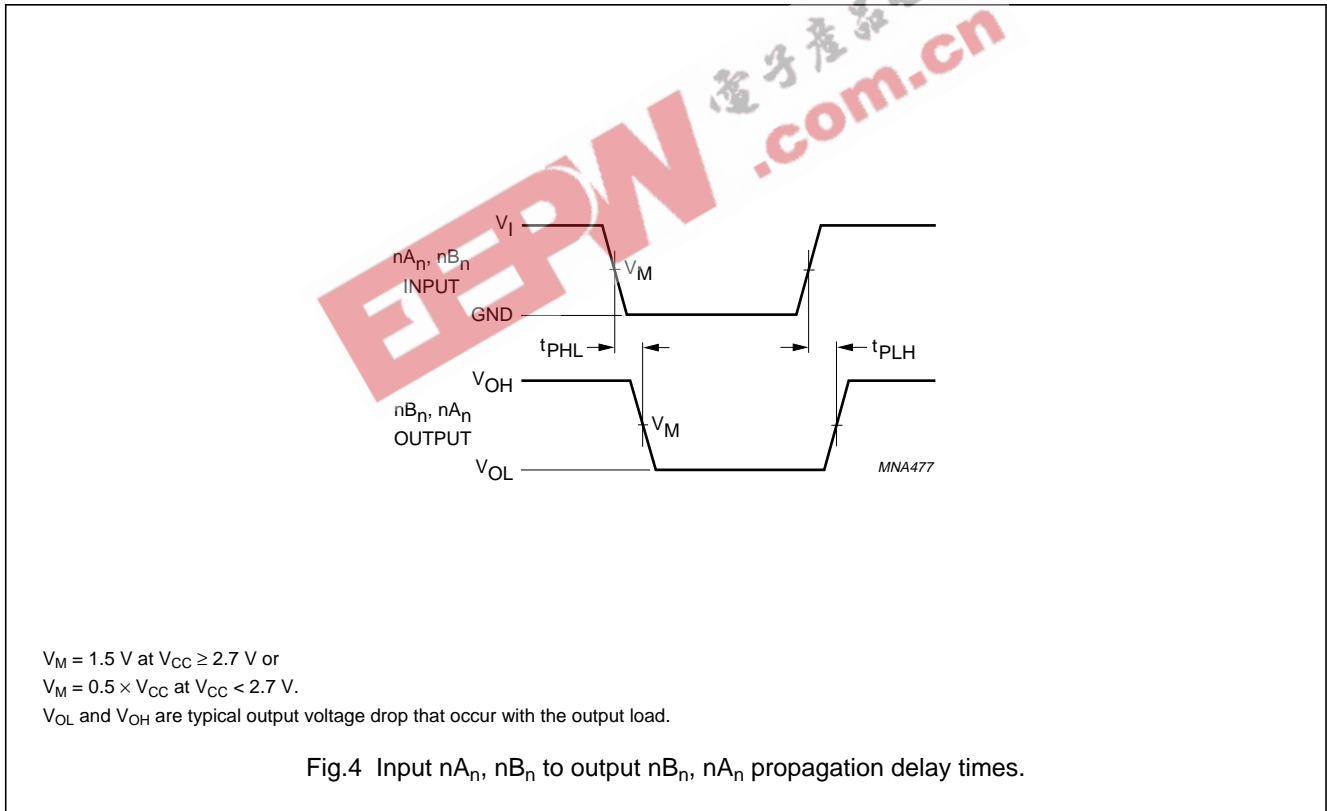 電子產品
EEPW
.com.cn
V_I
nA_n, nB_n
INPUT
V_M
GND
t_PHL
t_PLH
V_OH
nB_n, nA_n
OUTPUT
V_M
V_OL
MNA477
V_M = 1.5 V at V_CC ≥ 2.7 V or
V_M = 0.5 × V_CC at V_CC < 2.7 V.
V_OL and V_OH are typical output voltage drop that occur with the output load.
Fig.4 Input nA_n, nB_n to output nB_n, nA_n propagation delay times.